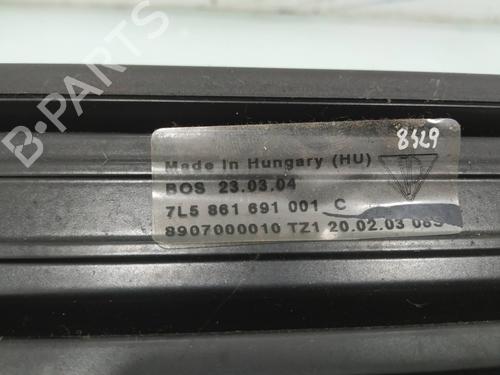 B-PARTS
8429
Made in Hungary (HU)
BOS 23.03.04
7L5 861 691 001 C
8907000010 TZ1 20.02.03 083